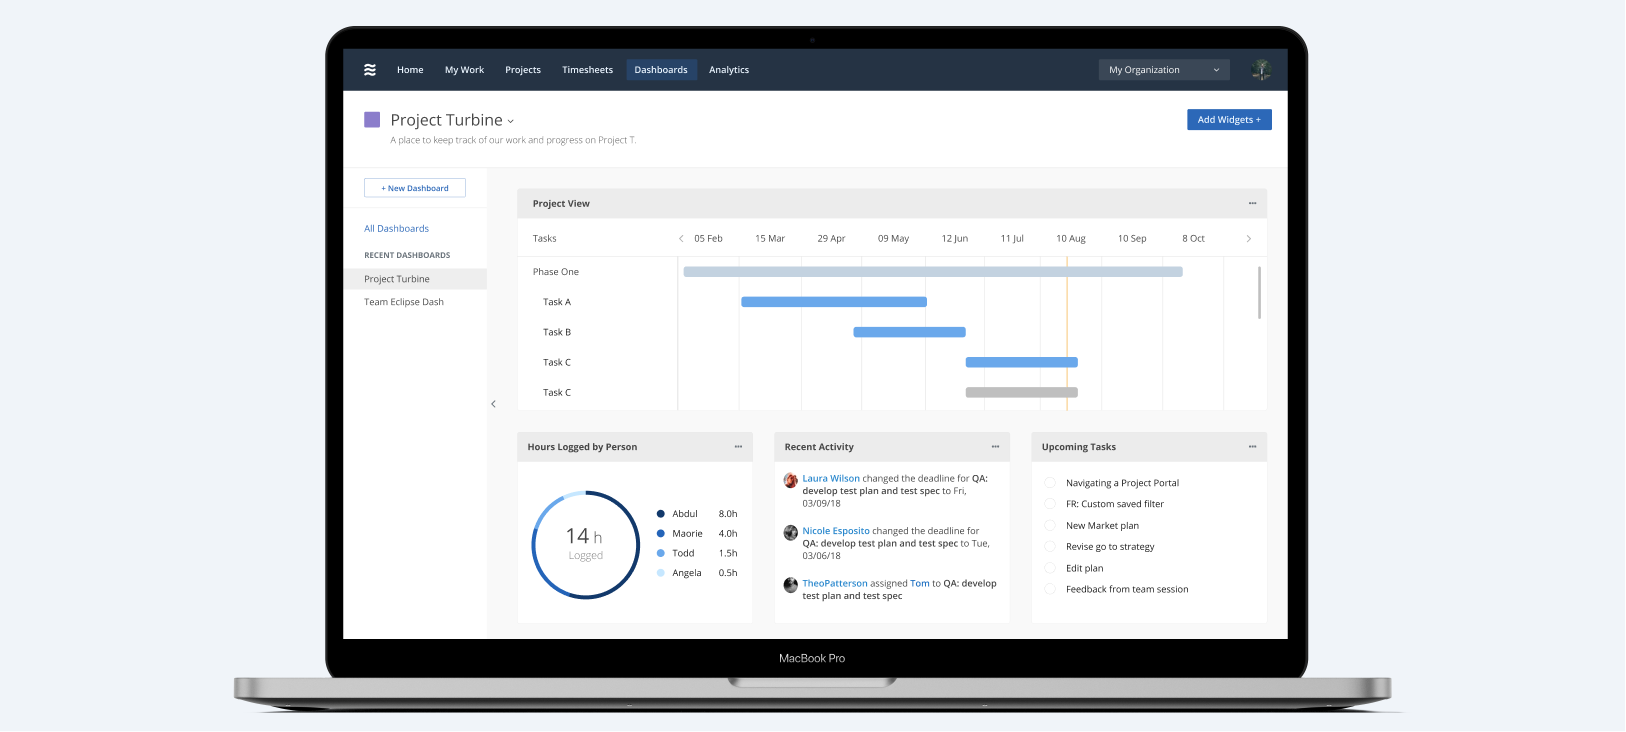 Home My Work Projects Timesheets Dashboards Analytics My Organization
Project Turbine
A place to keep track of our work and progress on Project T.
Add Widgets +
+ New Dashboard
All Dashboards
RECENT DASHBOARDS
Project Turbine
Team Eclipse Dash
Project View
Tasks 05 Feb 15 Mar 29 Apr 09 May 12 Jun 11 Jul 10 Aug 10 Sep 8 Oct
Phase One
Task A
Task B
Task C
Task C
Hours Logged by Person
14 h
Logged
Abdul 8.0h
Maorie 4.0h
Todd 1.5h
Angela 0.5h
Recent Activity
Laura Wilson changed the deadline for QA:
develop test plan and test spec to Fri,
03/09/18
Nicole Esposito changed the deadline for
QA: develop test plan and test spec to Tue,
03/06/18
TheoPatterson assigned Tom to QA: develop
test plan and test spec
Upcoming Tasks
Navigating a Project Portal
FR: Custom saved filter
New Market plan
Revise go to strategy
Edit plan
Feedback from team session
MacBook Pro